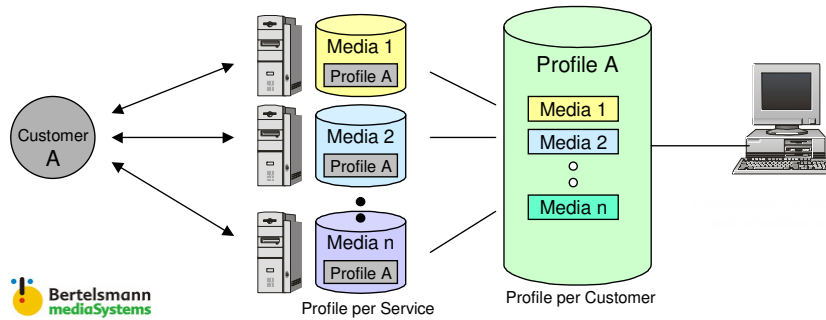 Customer
A
Media 1
Profile A
Media 2
Profile A
Media n
Profile A
Profile per Service
Profile A
Media 1
Media 2
Media n
Profile per Customer
Bertelsmann
mediaSystems